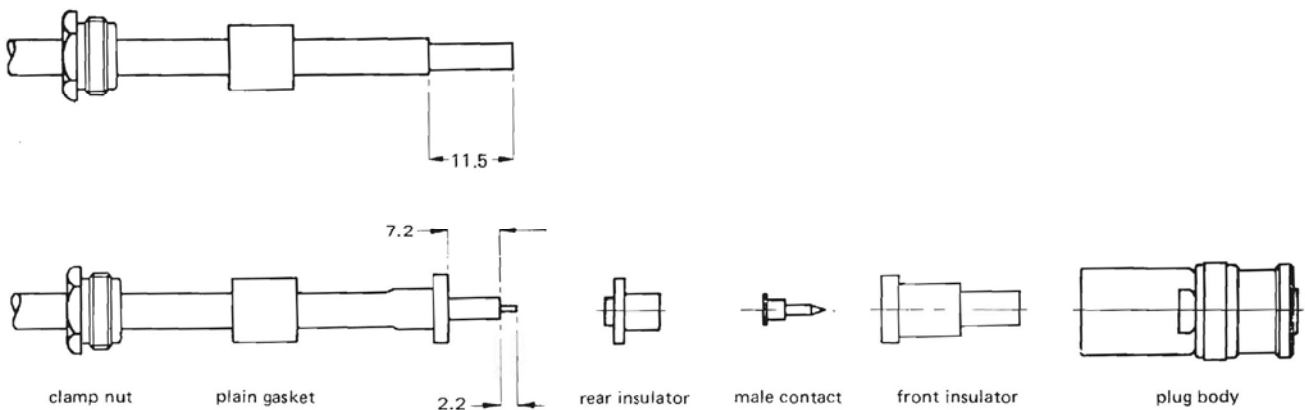 11.5
7.2
2.2
clamp nut plain gasket rear insulator male contact front insulator plug body